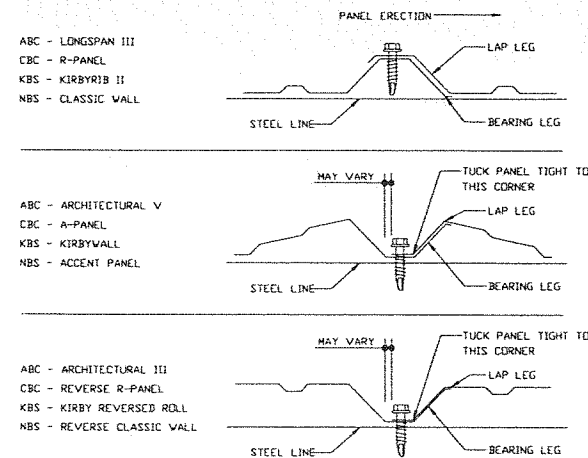 PANEL ERECTION
ABC - LONGSPAN III
CBC - R-PANEL
KBS - KIRBYRIB II
NBS - CLASSIC WALL
LAP LEG
STEEL LINE
BEARING LEG
MAY VARY
TUCK PANEL TIGHT TO
THIS CORNER
ABC - ARCHITECTURAL V
CBC - A-PANEL
KBS - KIRBYWALL
NBS - ACCENT PANEL
LAP LEG
STEEL LINE
BEARING LEG
MAY VARY
TUCK PANEL TIGHT TO
THIS CORNER
ABC - ARCHITECTURAL III
CBC - REVERSE R-PANEL
KBS - KIRBY REVERSED ROLL
NBS - REVERSE CLASSIC WALL
LAP LEG
STEEL LINE
BEARING LEG